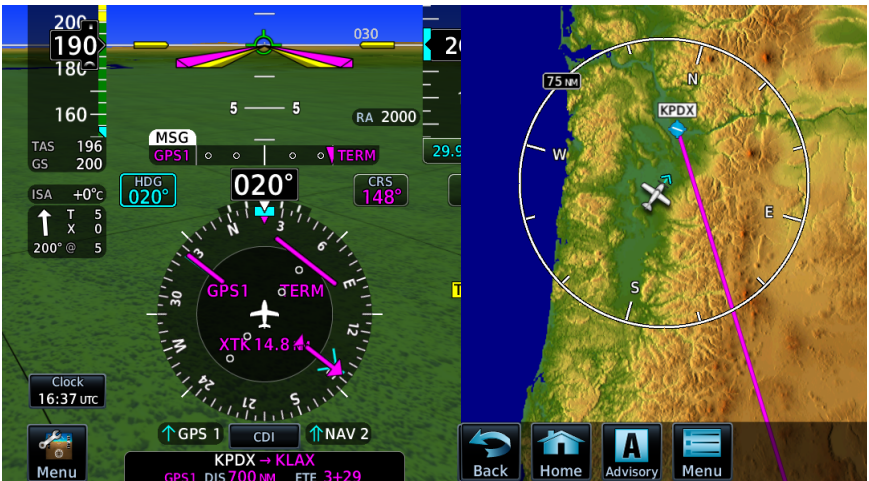 200
190
180
160
TAS 196
GS 200
ISA +0°C
T 5
X 0
200° @ 5
030
5 5
RA 2000
20
29.9
MSG
GPS1
TERM
HDG
020°
020°
CRS
148°
N
3
6
E
12
S
21
24
W
30
3
GPS1 TERM
XTK 14.8
Clock
16:37 UTC
GPS 1
CDI
NAV 2
Menu
KPDX → KLAX
GPS1 DIS 700 NM ETE 3+29
75 NM
N
KPDX
W
E
S
Back
Home
A
Advisory
Menu